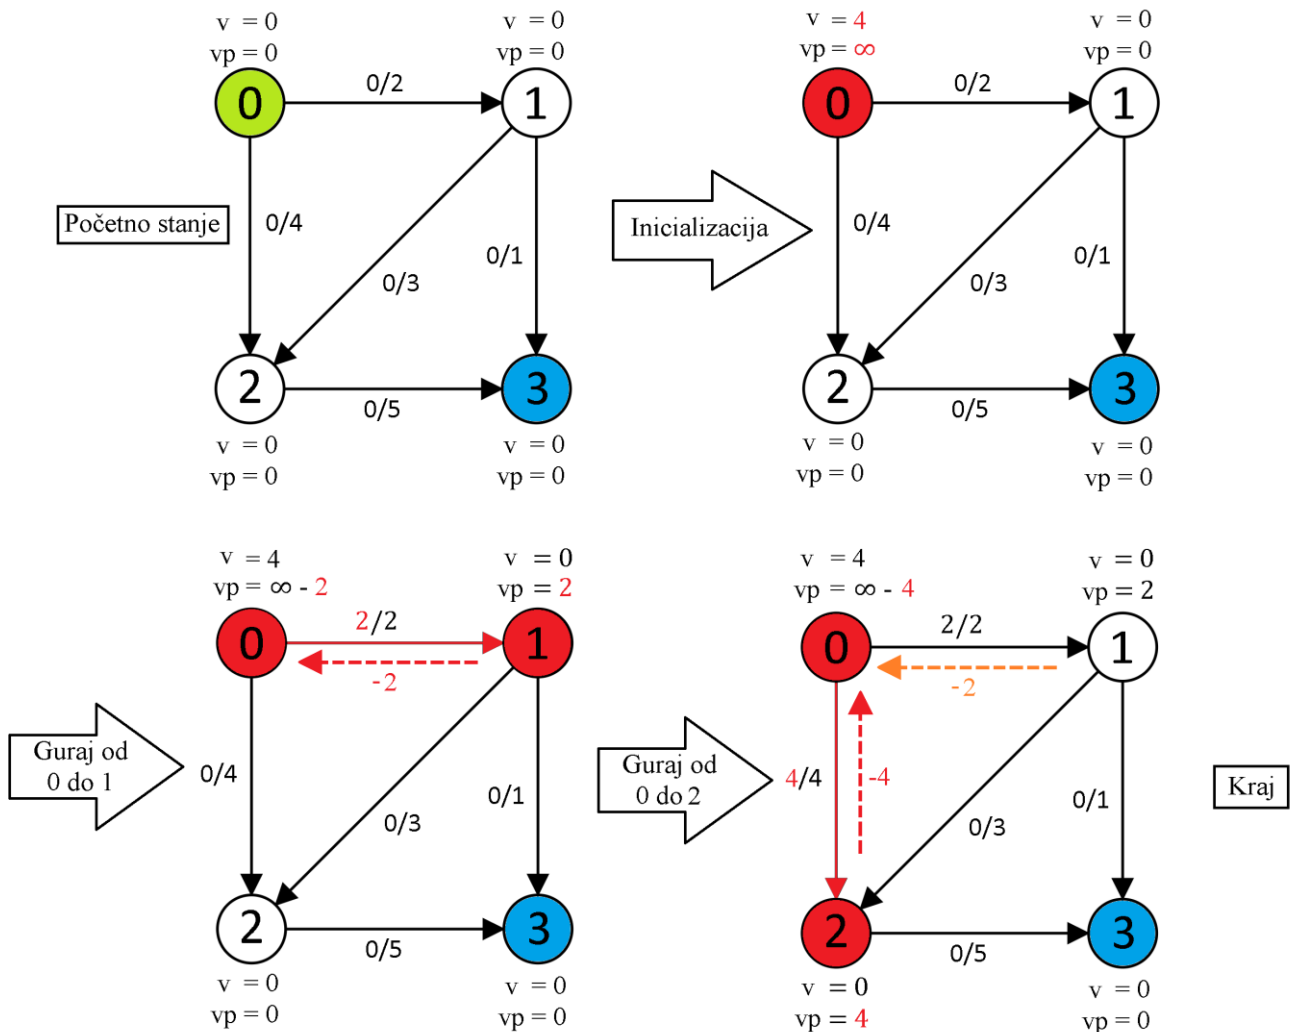 v = 0
vp = 0
v = 0
vp = 0
0
0/2
1
Početno stanje
0/4
0/3
0/1
2
0/5
3
v = 0
vp = 0
v = 0
vp = 0
v = 4
vp = ∞
v = 0
vp = 0
0
0/2
1
Inicializacija
0/4
0/3
0/1
2
0/5
3
v = 0
vp = 0
v = 0
vp = 0
v = 4
vp = ∞ - 2
v = 0
vp = 2
0
2/2
1
-2
Guraj od
0 do 1
0/4
0/3
0/1
2
0/5
3
v = 0
vp = 0
v = 0
vp = 0
v = 4
vp = ∞ - 4
v = 0
vp = 2
0
2/2
1
-2
Guraj od
0 do 2
4/4
-4
0/3
0/1
Kraj
2
0/5
3
v = 0
vp = 4
v = 0
vp = 0